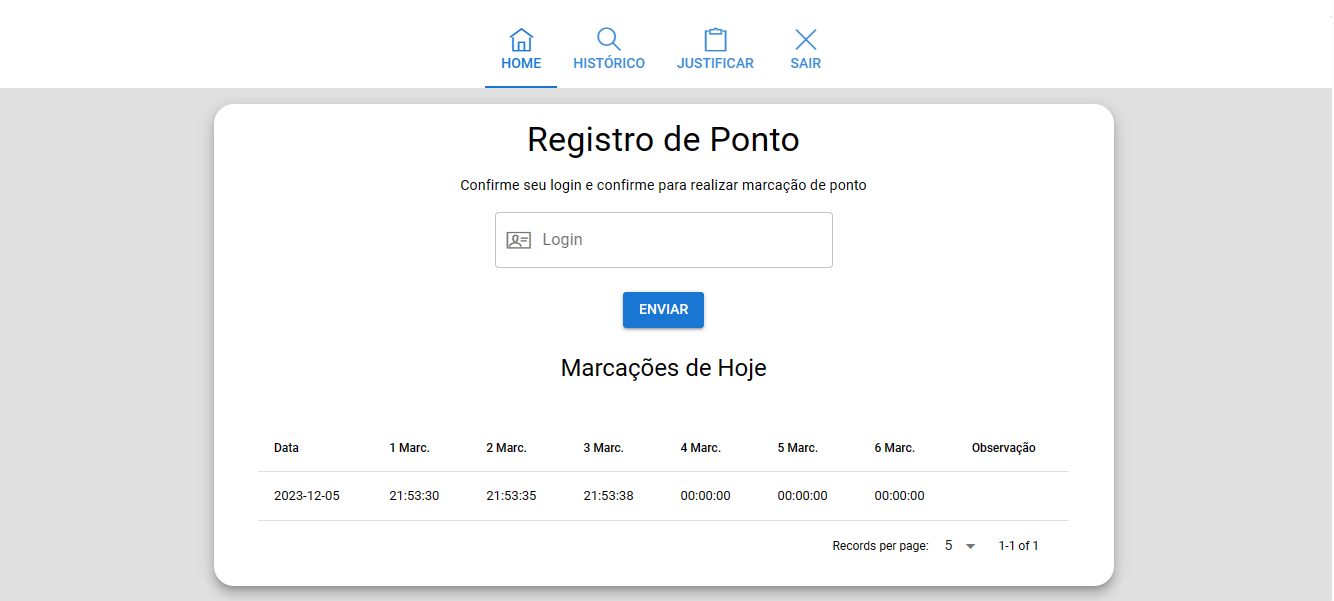 HOME HISTÓRICO JUSTIFICAR SAIR
Registro de Ponto
Confirme seu login e confirme para realizar marcação de ponto
Login
ENVIAR
Marcações de Hoje
Data 1 Marc. 2 Marc. 3 Marc. 4 Marc. 5 Marc. 6 Marc. Observação
2023-12-05 21:53:30 21:53:35 21:53:38 00:00:00 00:00:00 00:00:00
Records per page: 5 1-1 of 1